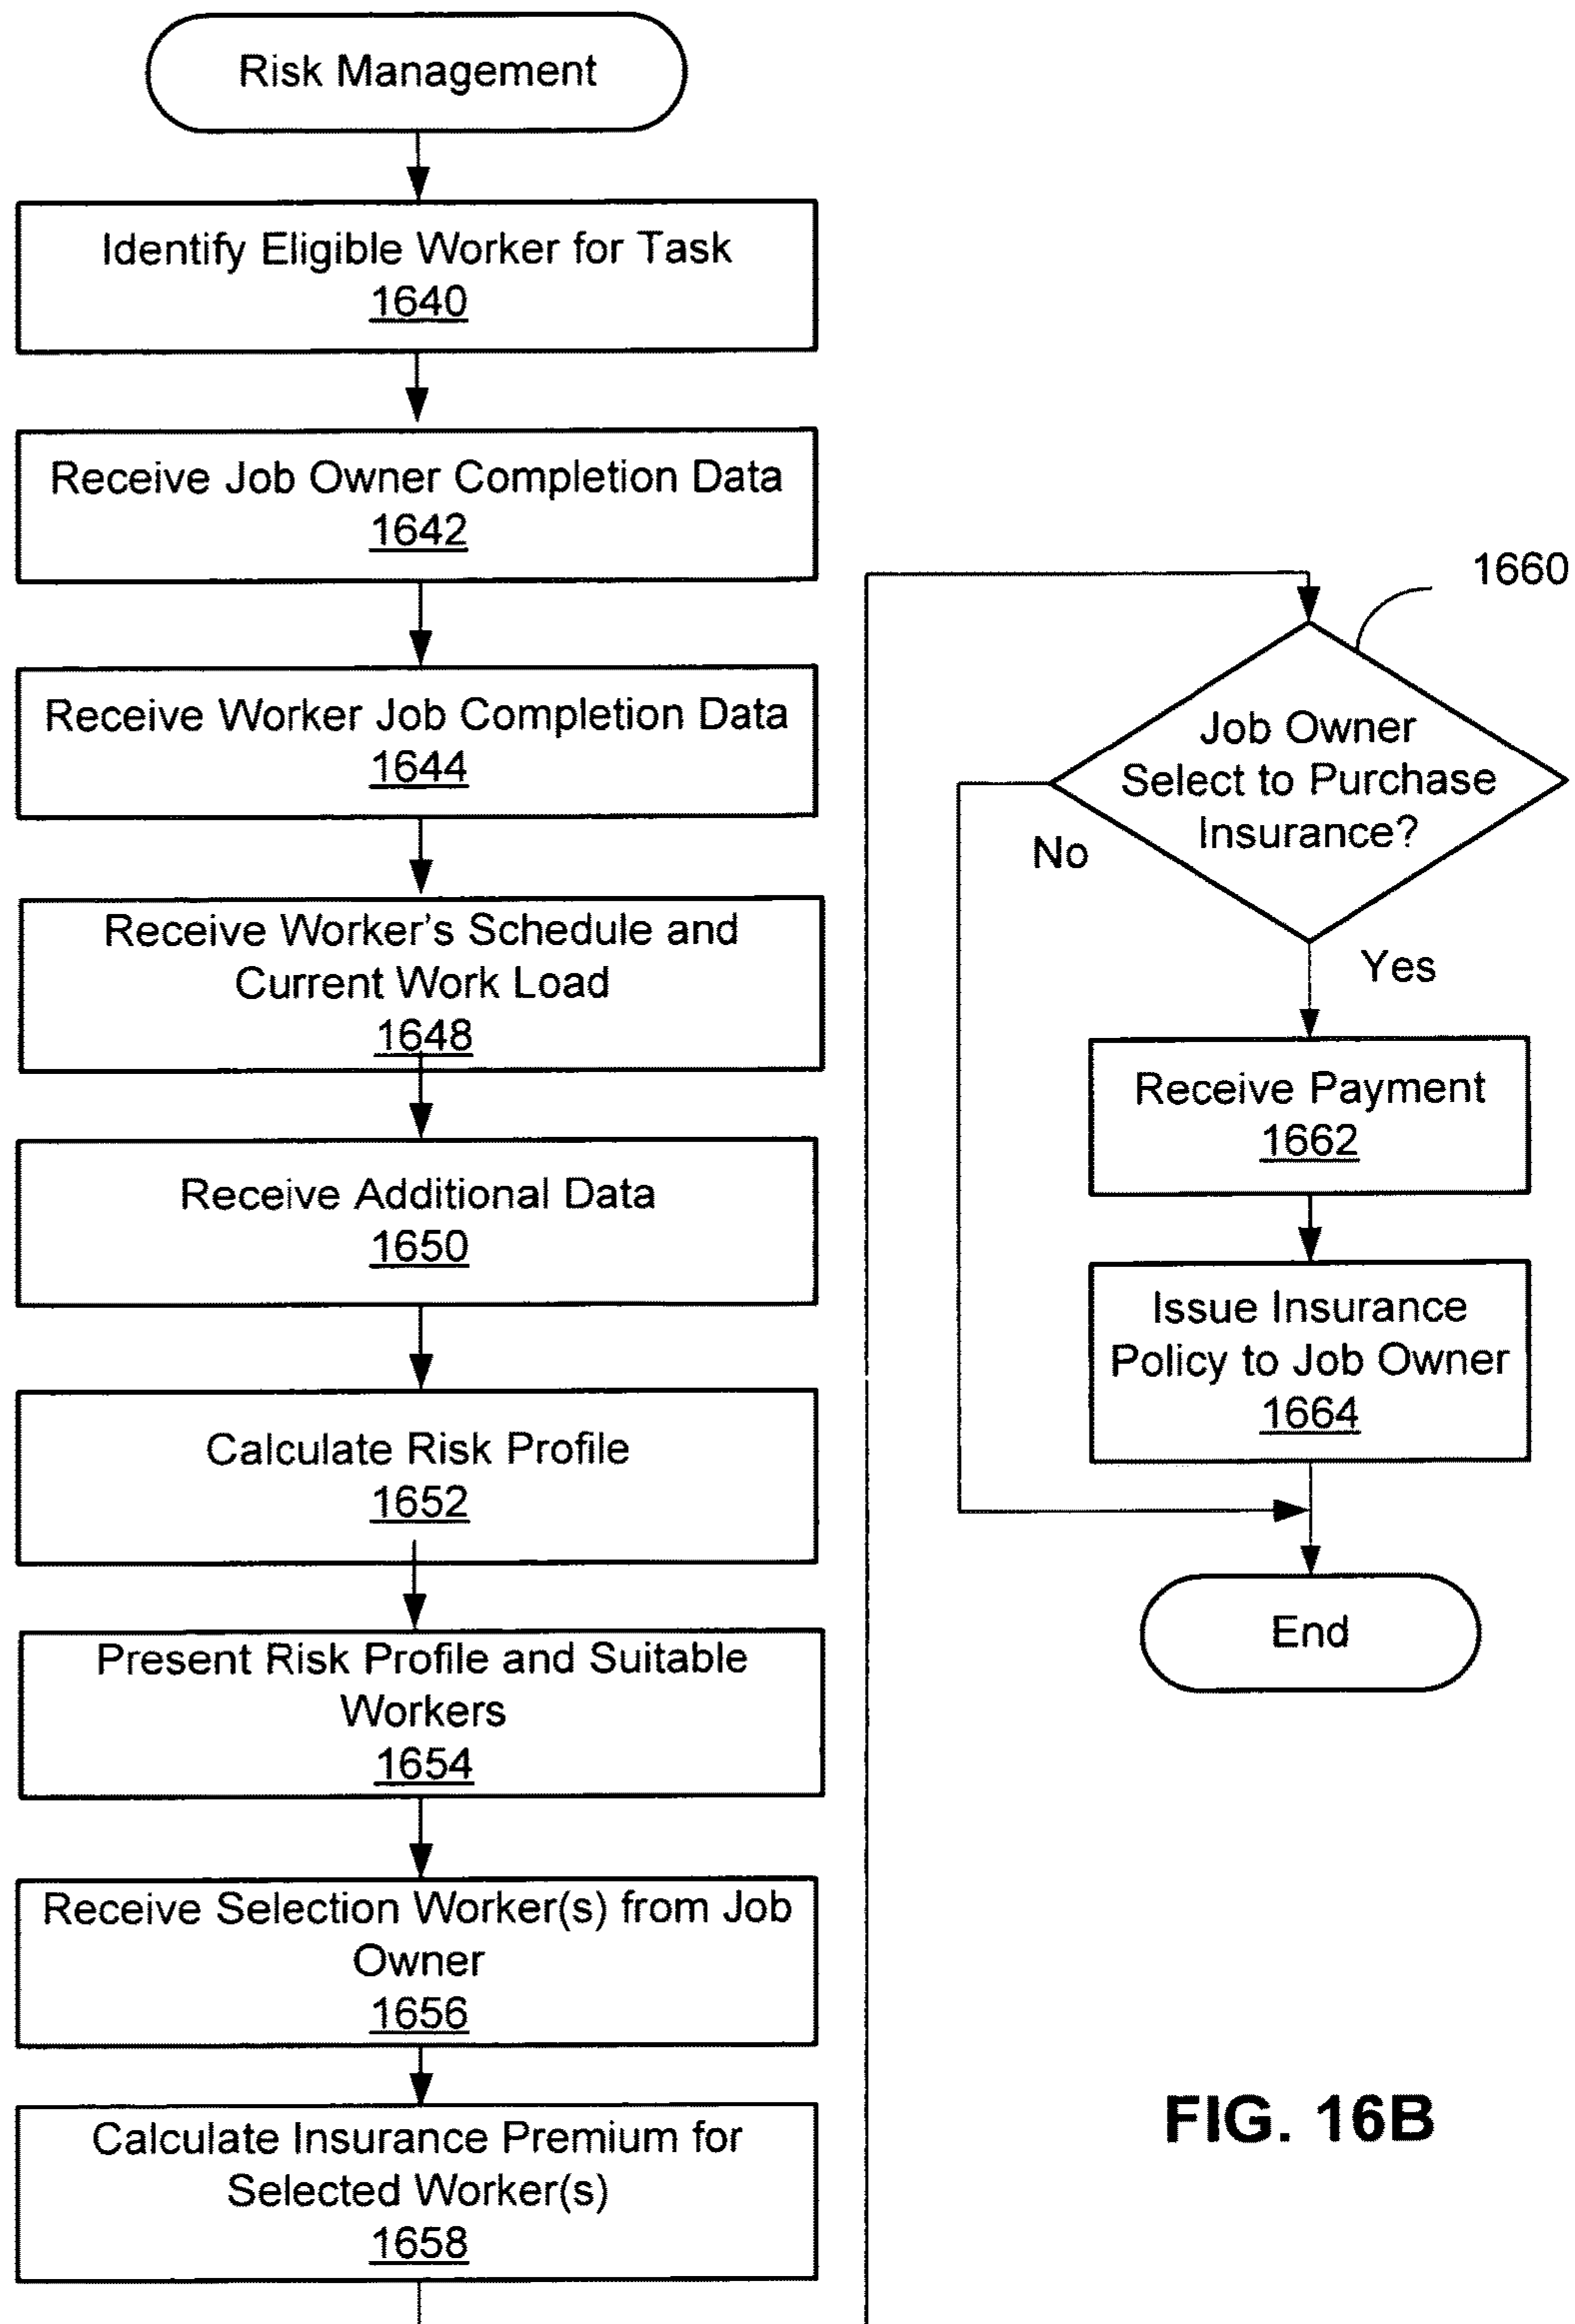 Risk Management
Identify Eligible Worker for Task
1640
Receive Job Owner Completion Data
1642
Receive Worker Job Completion Data
1644
Receive Worker's Schedule and
Current Work Load
1648
Receive Additional Data
1650
Calculate Risk Profile
1652
Present Risk Profile and Suitable
Workers
1654
Receive Selection Worker(s) from Job
Owner
1656
Calculate Insurance Premium for
Selected Worker(s)
1658
1660
Job Owner
Select to Purchase
Insurance?
No
Yes
Receive Payment
1662
Issue Insurance
Policy to Job Owner
1664
End
FIG. 16B